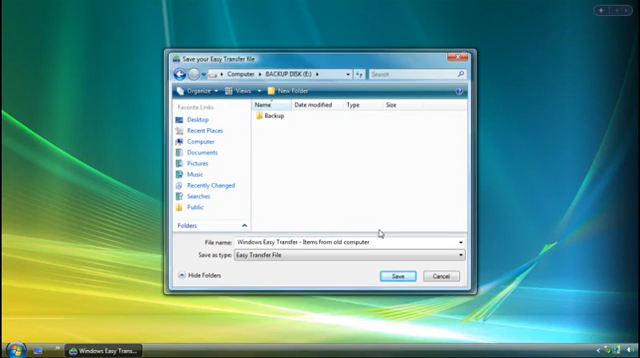 Save your Easy Transfer file
Computer BACKUP DISK (E:)
Search
Organize Views New Folder
Favorite Links
Name Date modified Type Size
Desktop
Backup
Recent Places
Computer
Documents
Pictures
Music
Recently Changed
Searches
Public
Folders
File name: Windows Easy Transfer - Items from old computer
Save as type: Easy Transfer File
Hide Folders
Save Cancel
Windows Easy Trans...